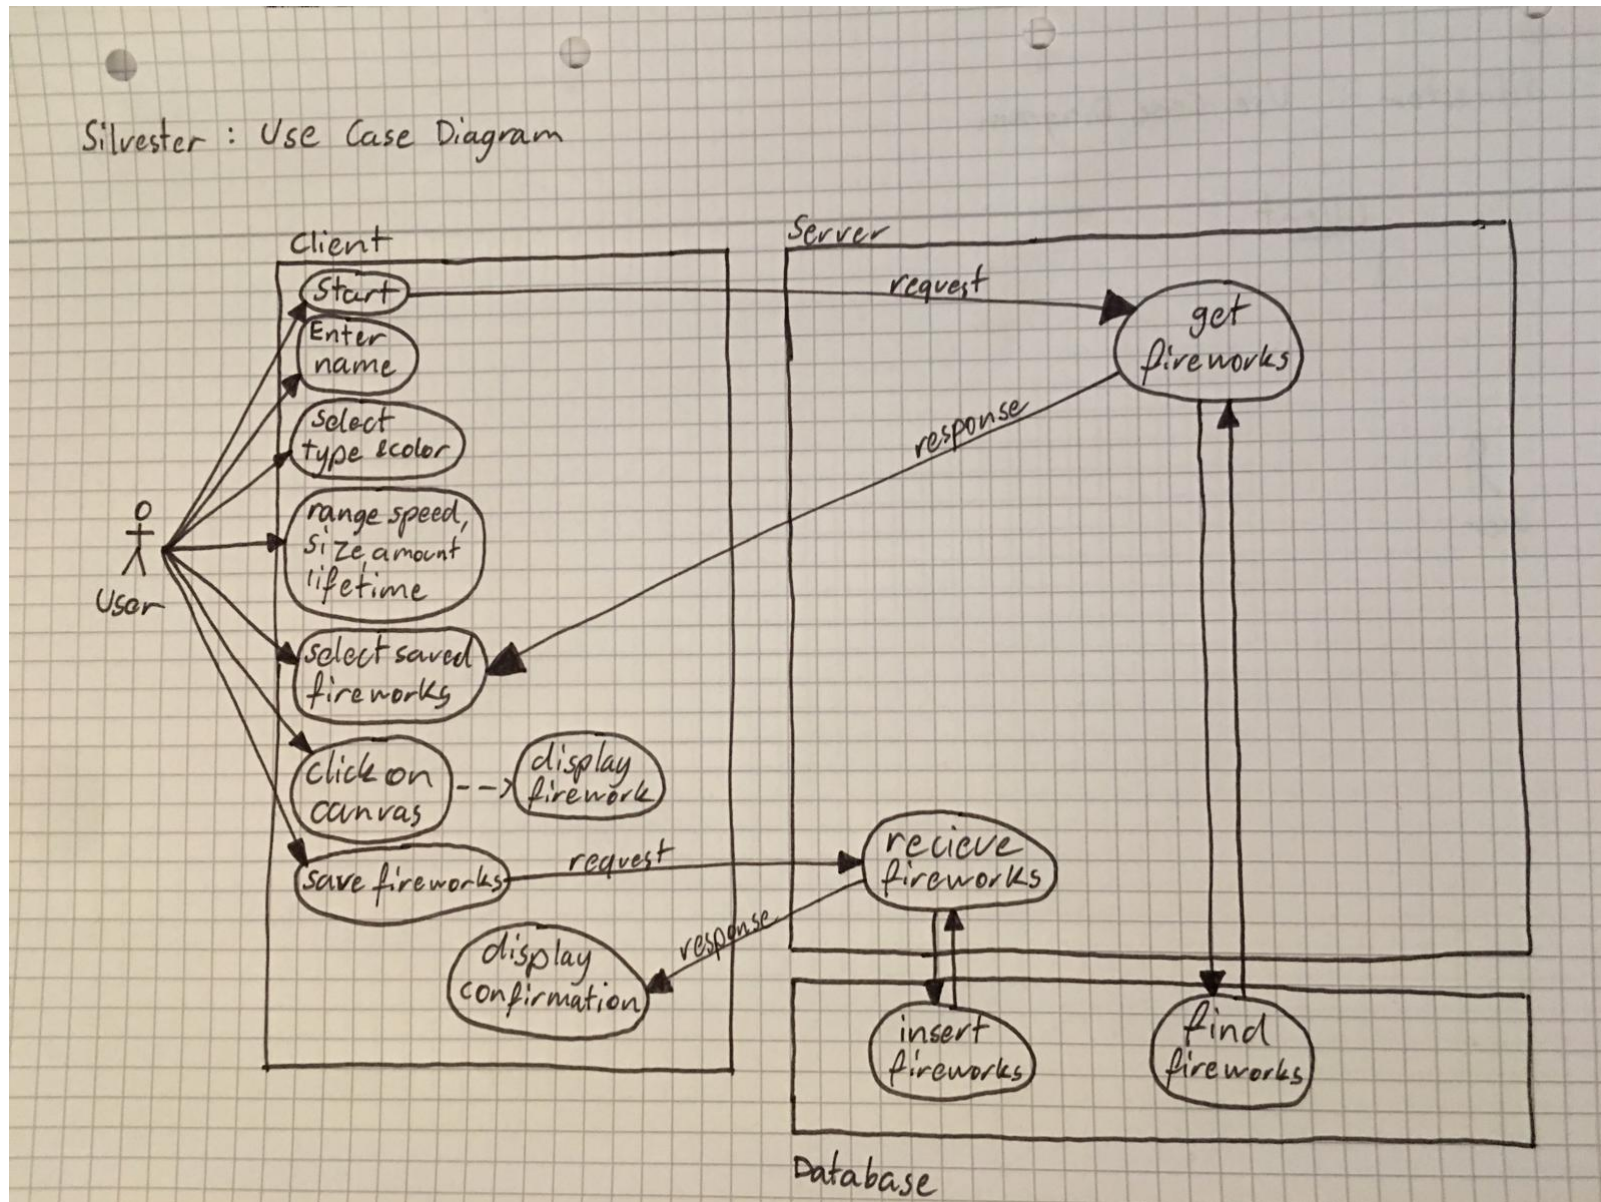 Silvester : Use Case Diagram
Client
Start
Enter
name
select
type & color
range speed,
size, amount
lifetime
select saved
fireworks
click on
canvas
display
firework
save fireworks
display
confirmation
User
Server
request
get
fireworks
response
request
recieve
fireworks
response
insert
fireworks
find
fireworks
Database